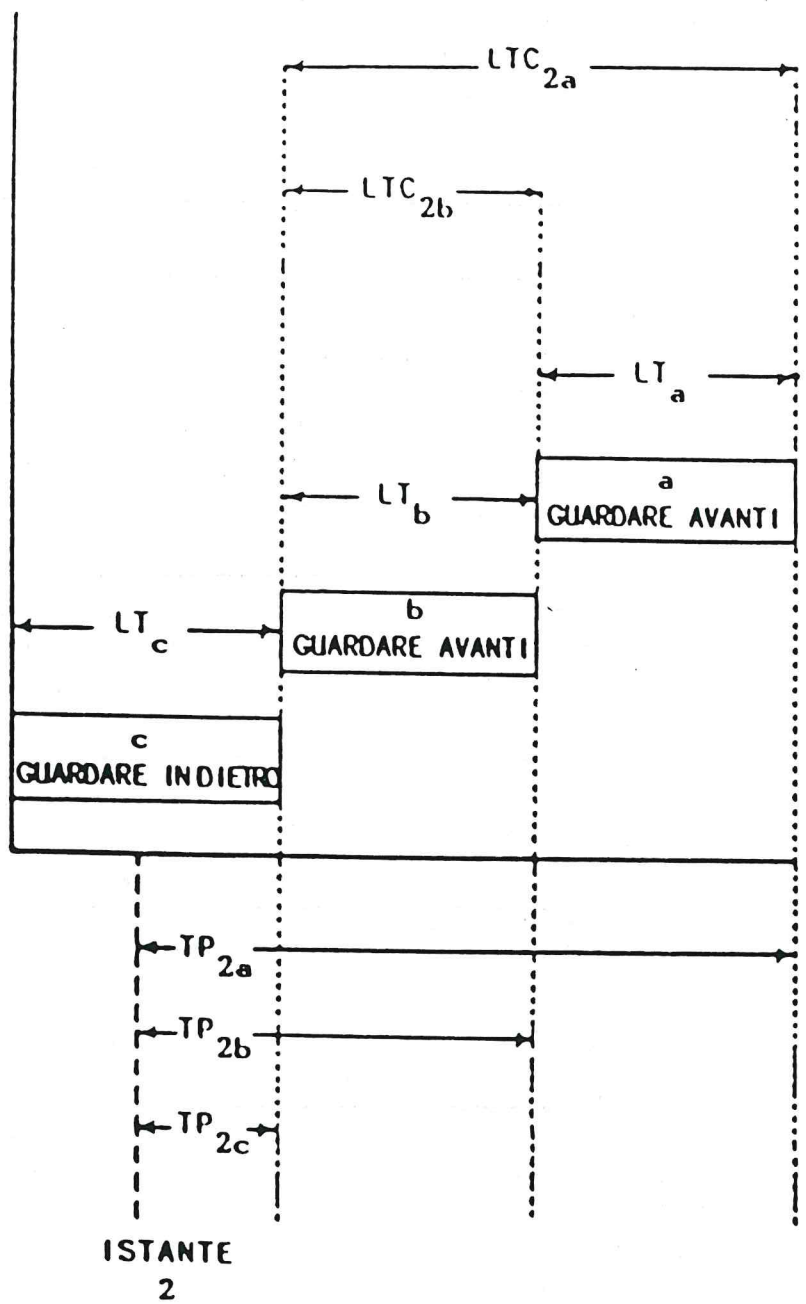 LTC2a
LTC2b
LTa
a
GUARDARE AVANTI
LTb
b
GUARDARE AVANTI
LTc
c
GUARDARE INDIETRO
TP2a
TP2b
TP2c
ISTANTE
2